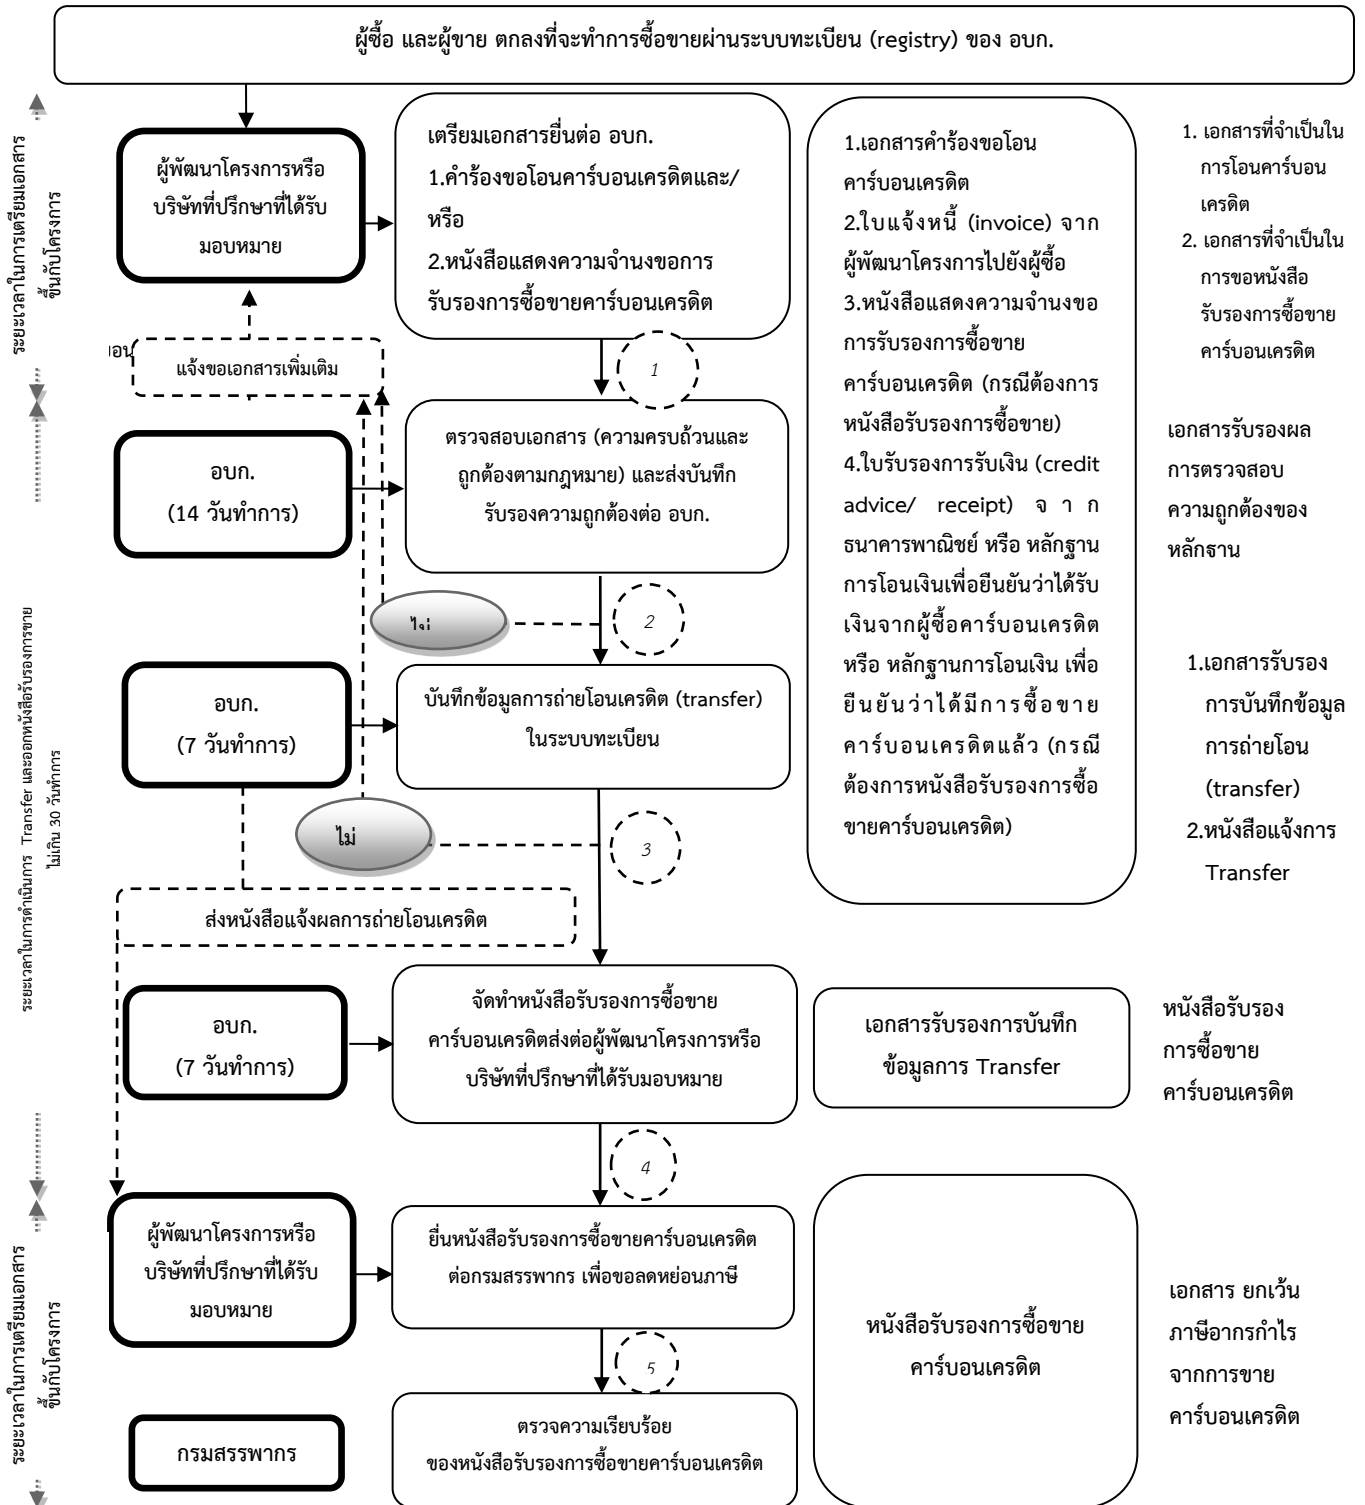 ผู้ซื้อ และผู้ขาย ตกลงที่จะทำการซื้อขายผ่านระบบทะเบียน (registry) ของ อบก.
ระยะเวลาในการเตรียมเอกสาร
ขึ้นกับโครงการ
ผู้พัฒนาโครงการหรือ
บริษัทที่ปรึกษาที่ได้รับ
มอบหมาย
เตรียมเอกสารยื่นต่อ อบก.
1.คำร้องขอโอนคาร์บอนเครดิตและ/
หรือ
2.หนังสือแสดงความจำนงขอการ
รับรองการซื้อขายคาร์บอนเครดิต
1.เอกสารคำร้องขอโอน
คาร์บอนเครดิต
2.ใบแจ้งหนี้ (invoice) จาก
ผู้พัฒนาโครงการไปยังผู้ซื้อ
3.หนังสือแสดงความจำนงขอ
การรับรองการซื้อขาย
คาร์บอนเครดิต (กรณีต้องการ
หนังสือรับรองการซื้อขาย)
4.ใบรับรองการรับเงิน (credit
advice/ receipt) จาก
ธนาคารพาณิชย์ หรือ หลักฐาน
การโอนเงินเพื่อยืนยันว่าได้รับ
เงินจากผู้ซื้อคาร์บอนเครดิต
หรือ หลักฐานการโอนเงิน เพื่อ
ยืนยันว่าได้มีการซื้อขาย
คาร์บอนเครดิตแล้ว (กรณี
ต้องการหนังสือรับรองการซื้อ
ขายคาร์บอนเครดิต)
1. เอกสารที่จำเป็นใน
การโอนคาร์บอน
เครดิต
2. เอกสารที่จำเป็นใน
การขอหนังสือ
รับรองการซื้อขาย
คาร์บอนเครดิต
แจ้งขอเอกสารเพิ่มเติม
1
อบก.
(14 วันทำการ)
ตรวจสอบเอกสาร (ความครบถ้วนและ
ถูกต้องตามกฎหมาย) และส่งบันทึก
รับรองความถูกต้องต่อ อบก.
เอกสารรับรองผล
การตรวจสอบ
ความถูกต้องของ
หลักฐาน
ระยะเวลาในการดำเนินการ Transfer และออกหนังสือรับรองการขาย
ไม่เกิน 30 วันทำการ
2
อบก.
(7 วันทำการ)
บันทึกข้อมูลการถ่ายโอนเครดิต (transfer)
ในระบบทะเบียน
1.เอกสารรับรอง
การบันทึกข้อมูล
การถ่ายโอน
(transfer)
2.หนังสือแจ้งการ
Transfer
ไม่
3
ส่งหนังสือแจ้งผลการถ่ายโอนเครดิต
อบก.
(7 วันทำการ)
จัดทำหนังสือรับรองการซื้อขาย
คาร์บอนเครดิตส่งต่อผู้พัฒนาโครงการหรือ
บริษัทที่ปรึกษาที่ได้รับมอบหมาย
เอกสารรับรองการบันทึก
ข้อมูลการ Transfer
หนังสือรับรอง
การซื้อขาย
คาร์บอนเครดิต
4
ระยะเวลาในการเตรียมเอกสาร
ขึ้นกับโครงการ
ผู้พัฒนาโครงการหรือ
บริษัทที่ปรึกษาที่ได้รับ
มอบหมาย
ยื่นหนังสือรับรองการซื้อขายคาร์บอนเครดิต
ต่อกรมสรรพากร เพื่อขอลดหย่อนภาษี
หนังสือรับรองการซื้อขาย
คาร์บอนเครดิต
เอกสาร ยกเว้น
ภาษีอากรกำไร
จากการขาย
คาร์บอนเครดิต
5
กรมสรรพากร
ตรวจความเรียบร้อย
ของหนังสือรับรองการซื้อขายคาร์บอนเครดิต